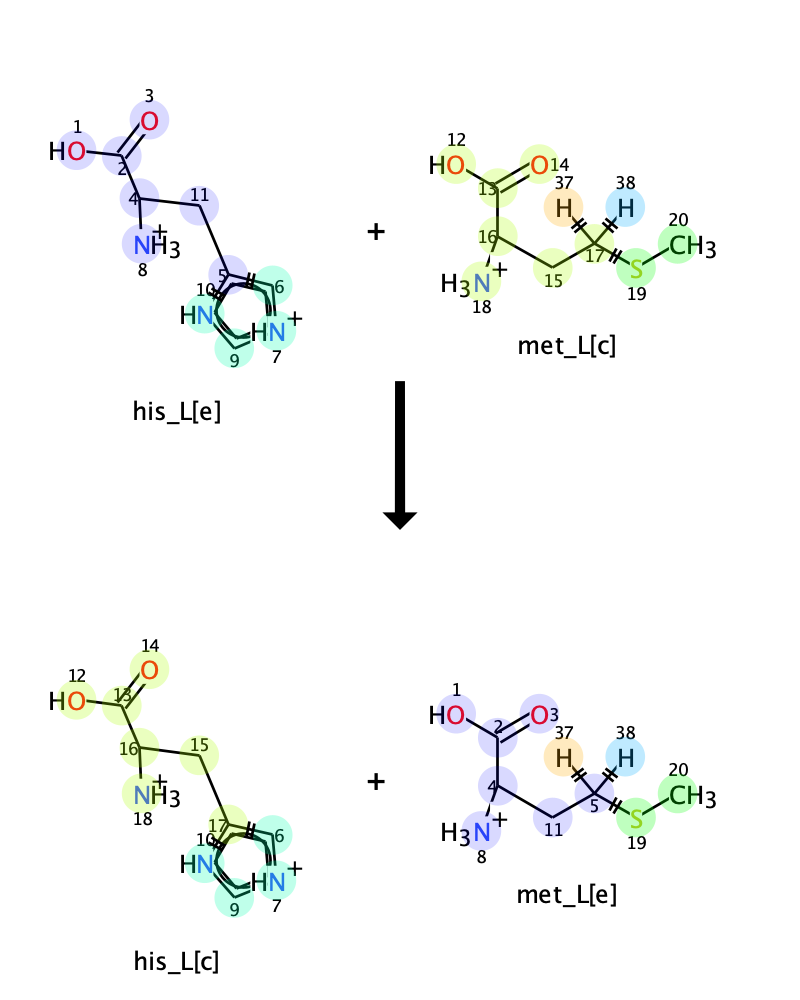 3
1
HO
O
2
4
11
NH3
+
8
5
10
6
HN
HN
+
9
7
his_L[e]
+
12
HO
O
14
13
37
38
H
H
20
16
17
CH3
H3N
+
15
S
18
19
met_L[c]
14
12
HO
O
13
16
15
NH3
+
18
17
10
6
HN
HN
+
9
7
his_L[c]
+
1
HO
O
3
2
37
38
H
H
20
4
5
CH3
H3N
+
11
S
8
19
met_L[e]